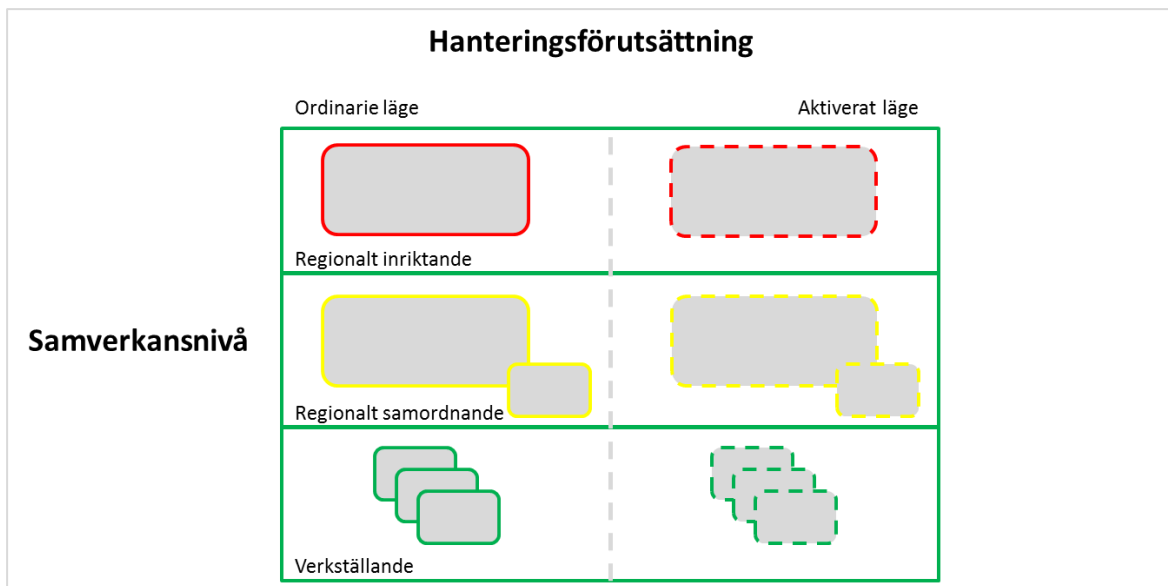 Hanteringsförutsättning
Ordinarie läge
Aktiverat läge
Regionalt inriktande
Samverkansnivå
Regionalt samordnande
Verkställande